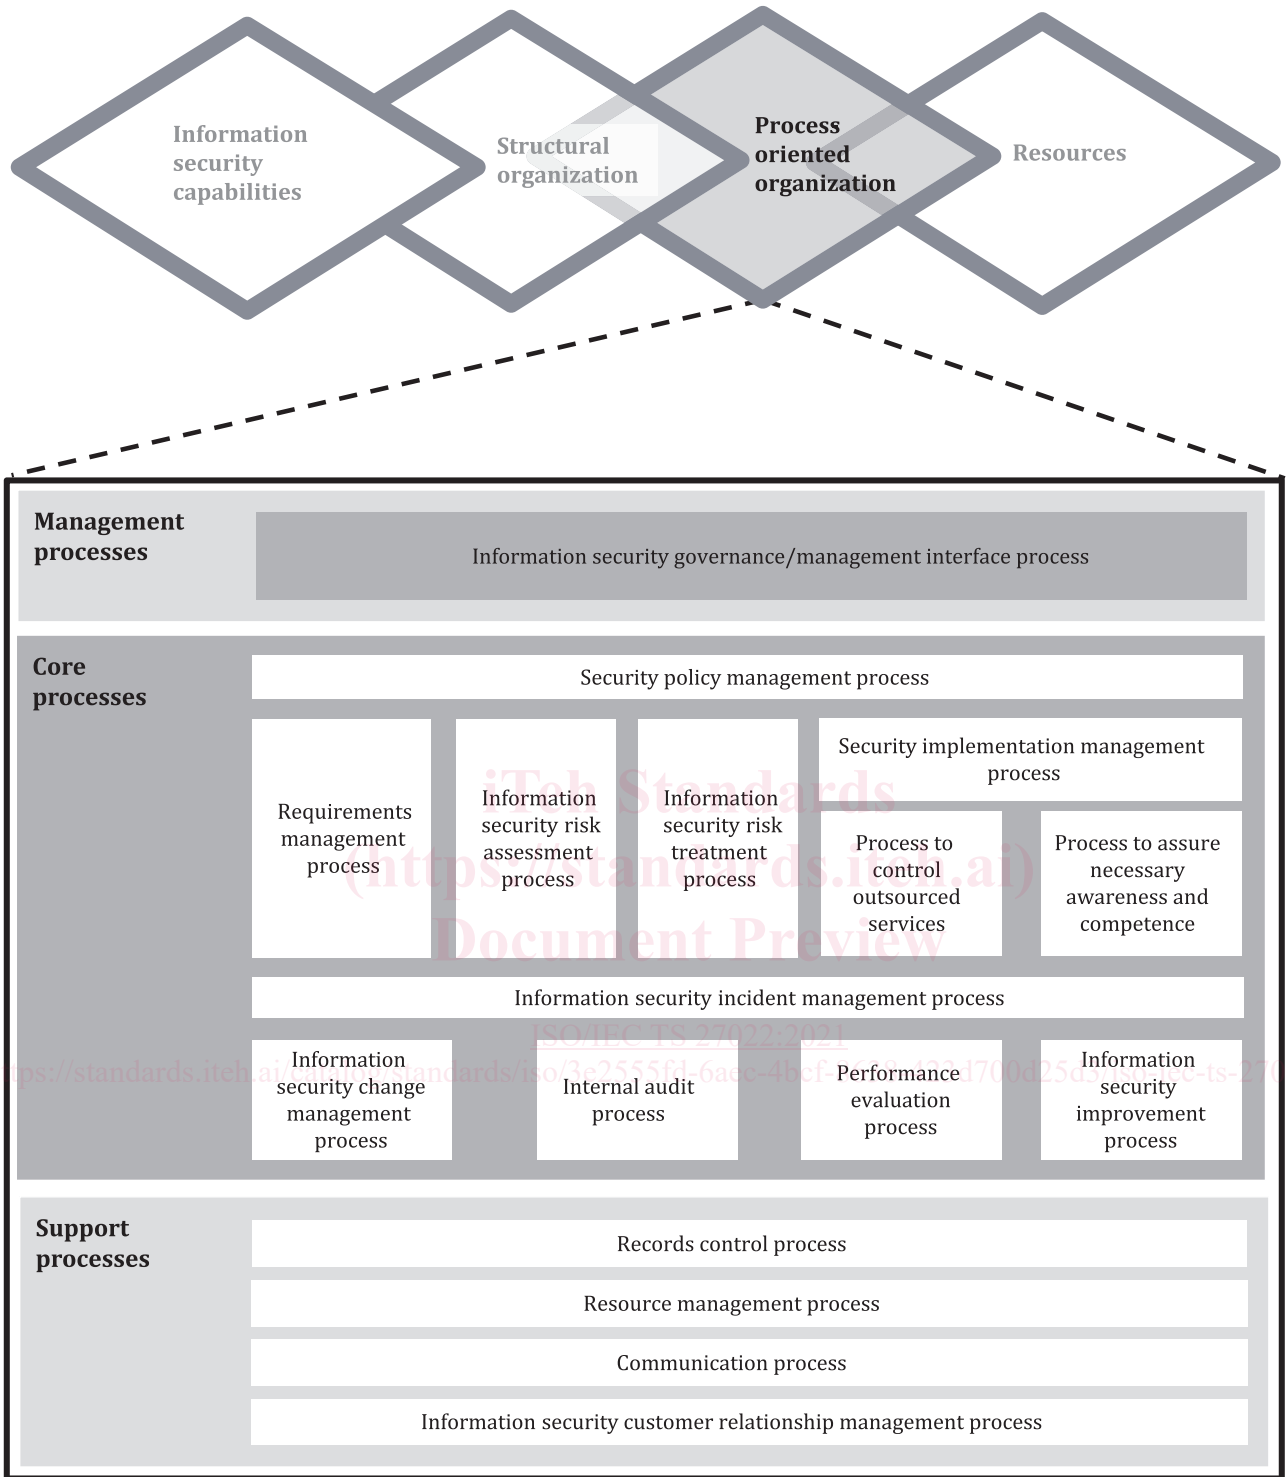 Information
security
capabilities
Structural
organization
Process
oriented
organization
Resources
Management
processes
Information security governance/management interface process
Core
processes
Security policy management process
Requirements
management
process
Information
security risk
assessment
process
Information
security risk
treatment
process
Security implementation management
process
Process to
control
outsourced
services
Process to assure
necessary
awareness and
competence
iTeh Standards
(https://standards.iteh.ai)
Document Preview
Information security incident management process
ISO/IEC TS 27022:2021
Information
security change
management
process
Internal audit
process
Performance
evaluation
process
Information
security
improvement
process
Support
processes
Records control process
Resource management process
Communication process
Information security customer relationship management process